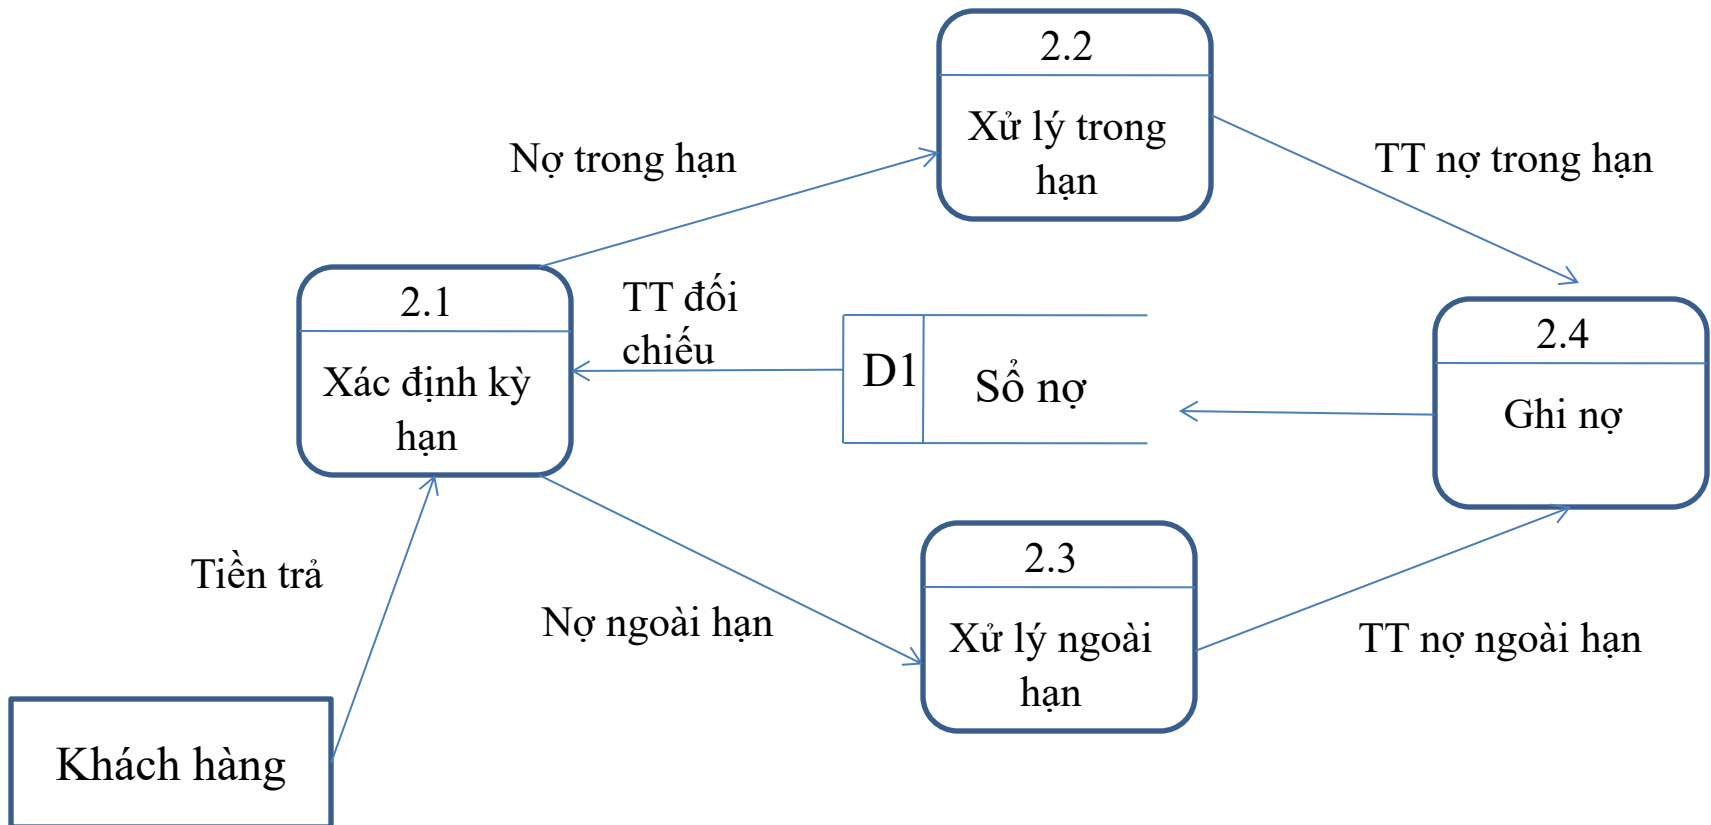 2.2
Xử lý trong
hạn
Nợ trong hạn
TT nợ trong hạn
2.1
Xác định kỳ
hạn
TT đối
chiếu
D1
Sổ nợ
2.4
Ghi nợ
Tiền trả
Nợ ngoài hạn
2.3
Xử lý ngoài
hạn
TT nợ ngoài hạn
Khách hàng